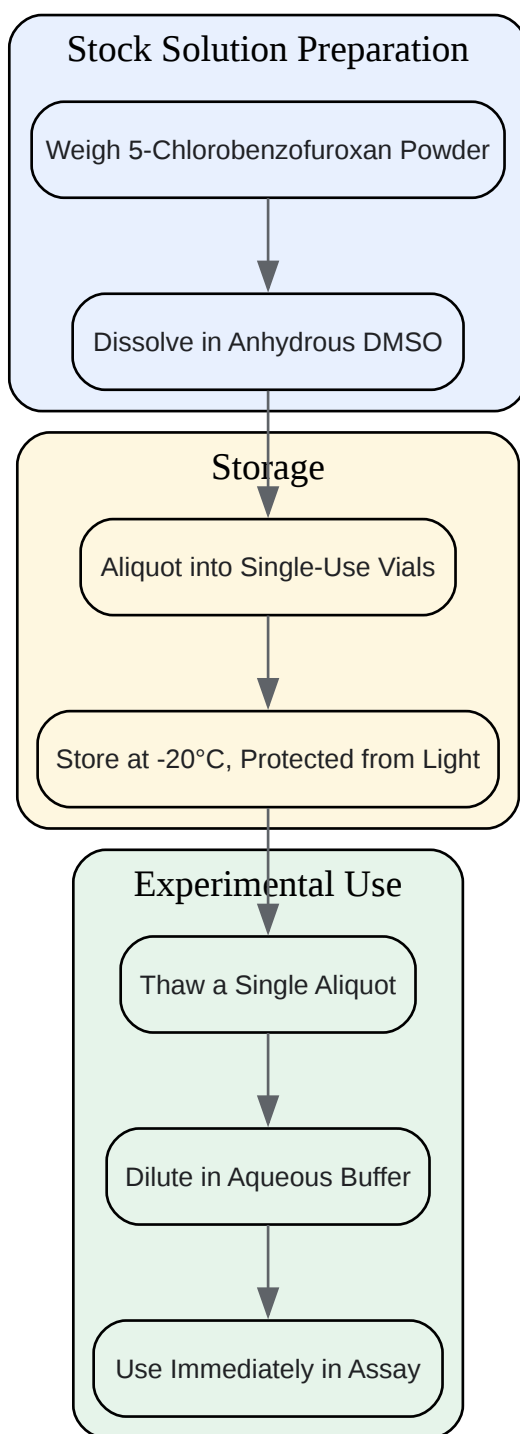 Stock Solution Preparation
Weigh 5-Chlorobenzofuroxan Powder
Dissolve in Anhydrous DMSO
Storage
Aliquot into Single-Use Vials
Store at -20°C, Protected from Light
Experimental Use
Thaw a Single Aliquot
Dilute in Aqueous Buffer
Use Immediately in Assay